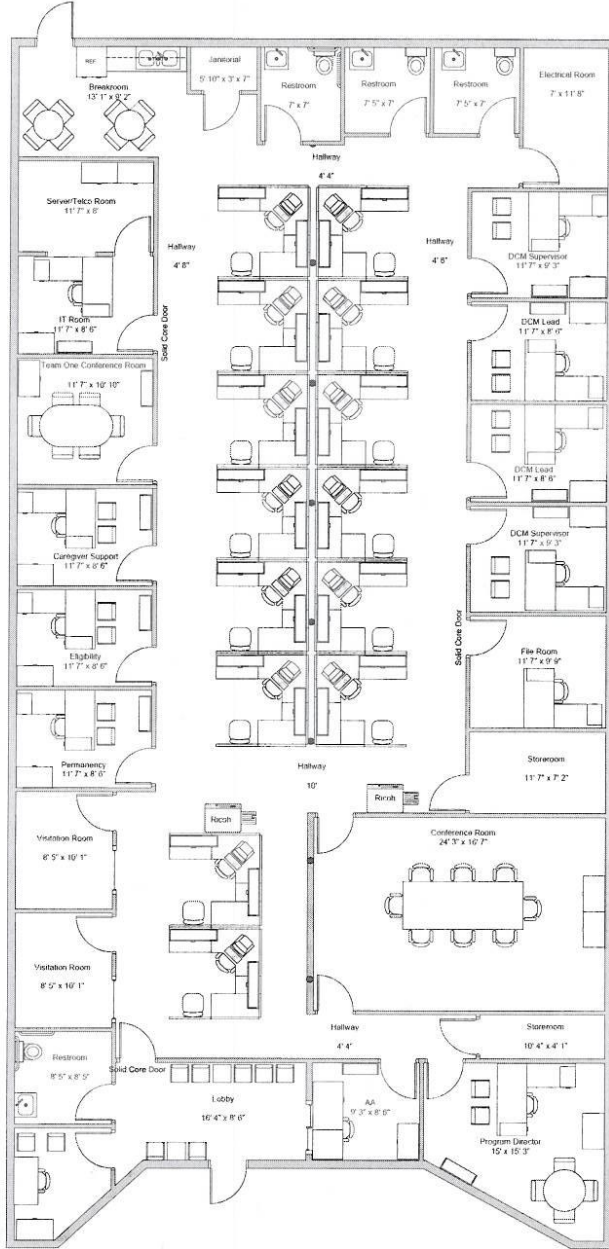 REF
Breakroom
13' 1" x 9' 2"
Janitorial
5' 10" x 3' x 7"
Restroom
7' x 7'
Restroom
7' 5" x 7'
Restroom
7' 5" x 7'
Electrical Room
7' x 11' 8"
Hallway
4' 4"
Server/Telco Room
11' 7" x 8'
Hallway
4' 8"
Hallway
4' 6"
DCM Supervisor
11' 7" x 9' 3"
IT Room
11' 7" x 8' 6"
Solid Core Door
DCM Lead
11' 7" x 8' 6"
Team One Conference Room
11' 7" x 10' 10"
DCM Lead
11' 7" x 8' 6"
Caregiver Support
11' 7" x 8' 6"
DCM Supervisor
11' 7" x 9' 3"
Eligibility
11' 7" x 8' 6"
Solid Core Door
File Room
11' 7" x 9' 9"
Permanency
11' 7" x 8' 6"
Hallway
10'
Storeroom
11' 7" x 7' 2"
Ricoh
Ricoh
Visitation Room
8' 5" x 10' 1"
Conference Room
24' 3" x 16' 7"
Visitation Room
8' 5" x 10' 1"
Hallway
4' 4"
Storeroom
10' 4" x 4' 1"
Restroom
8' 5" x 8' 5"
Solid Core Door
Lobby
16' 4" x 8' 6"
AA
9' 3" x 8' 6"
Program Director
15' x 15' 3"